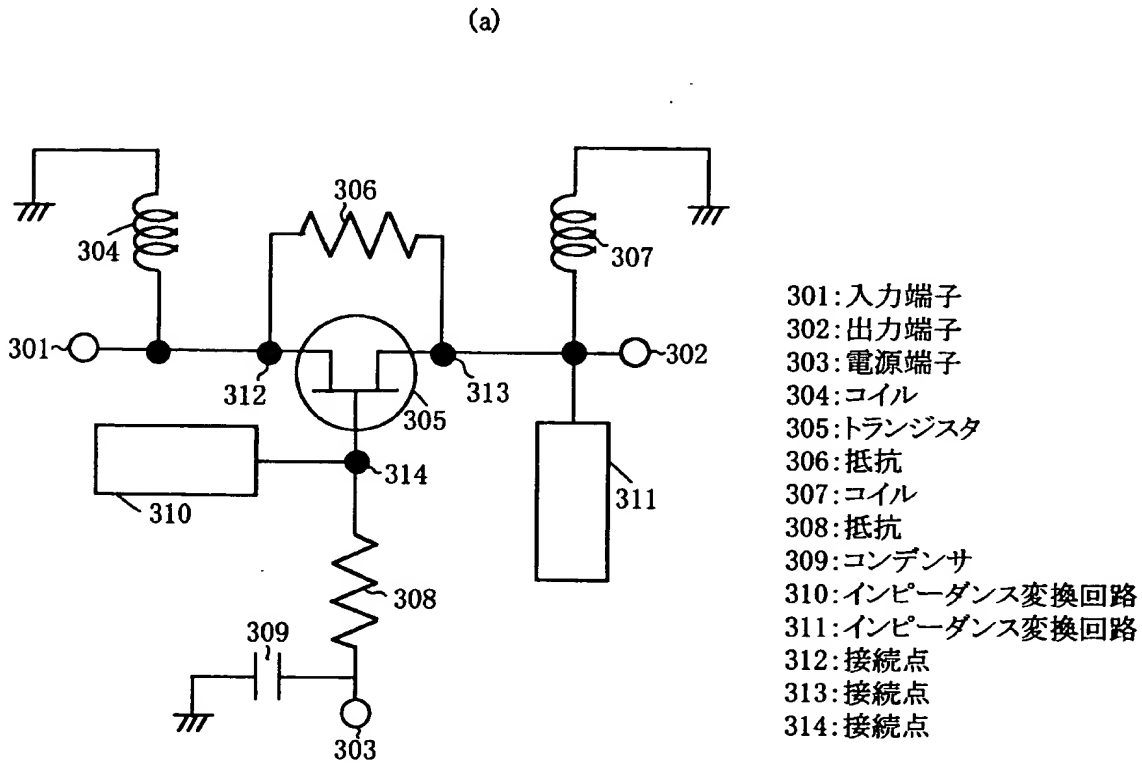 (a)
306
304
307
301
302
312
313
305
314
310
311
308
309
303
301:入力端子
302:出力端子
303:電源端子
304:コイル
305:トランジスタ
306:抵抗
307:コイル
308:抵抗
309:コンデンサ
310:インピーダンス変換回路
311:インピーダンス変換回路
312:接続点
313:接続点
314:接続点